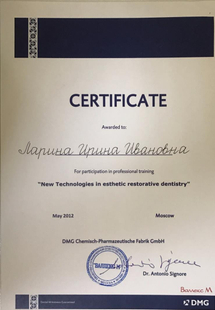 CERTIFICATE
Awarded to:
Ларина Ирина Ивановна
For participation in professional training
"New Technologies in esthetic restorative dentistry"
May 2012 Moscow
DMG Chemisch-Pharmazeutische Fabrik GmbH
Dr. Antonio Signore
Валлекс М
DMG